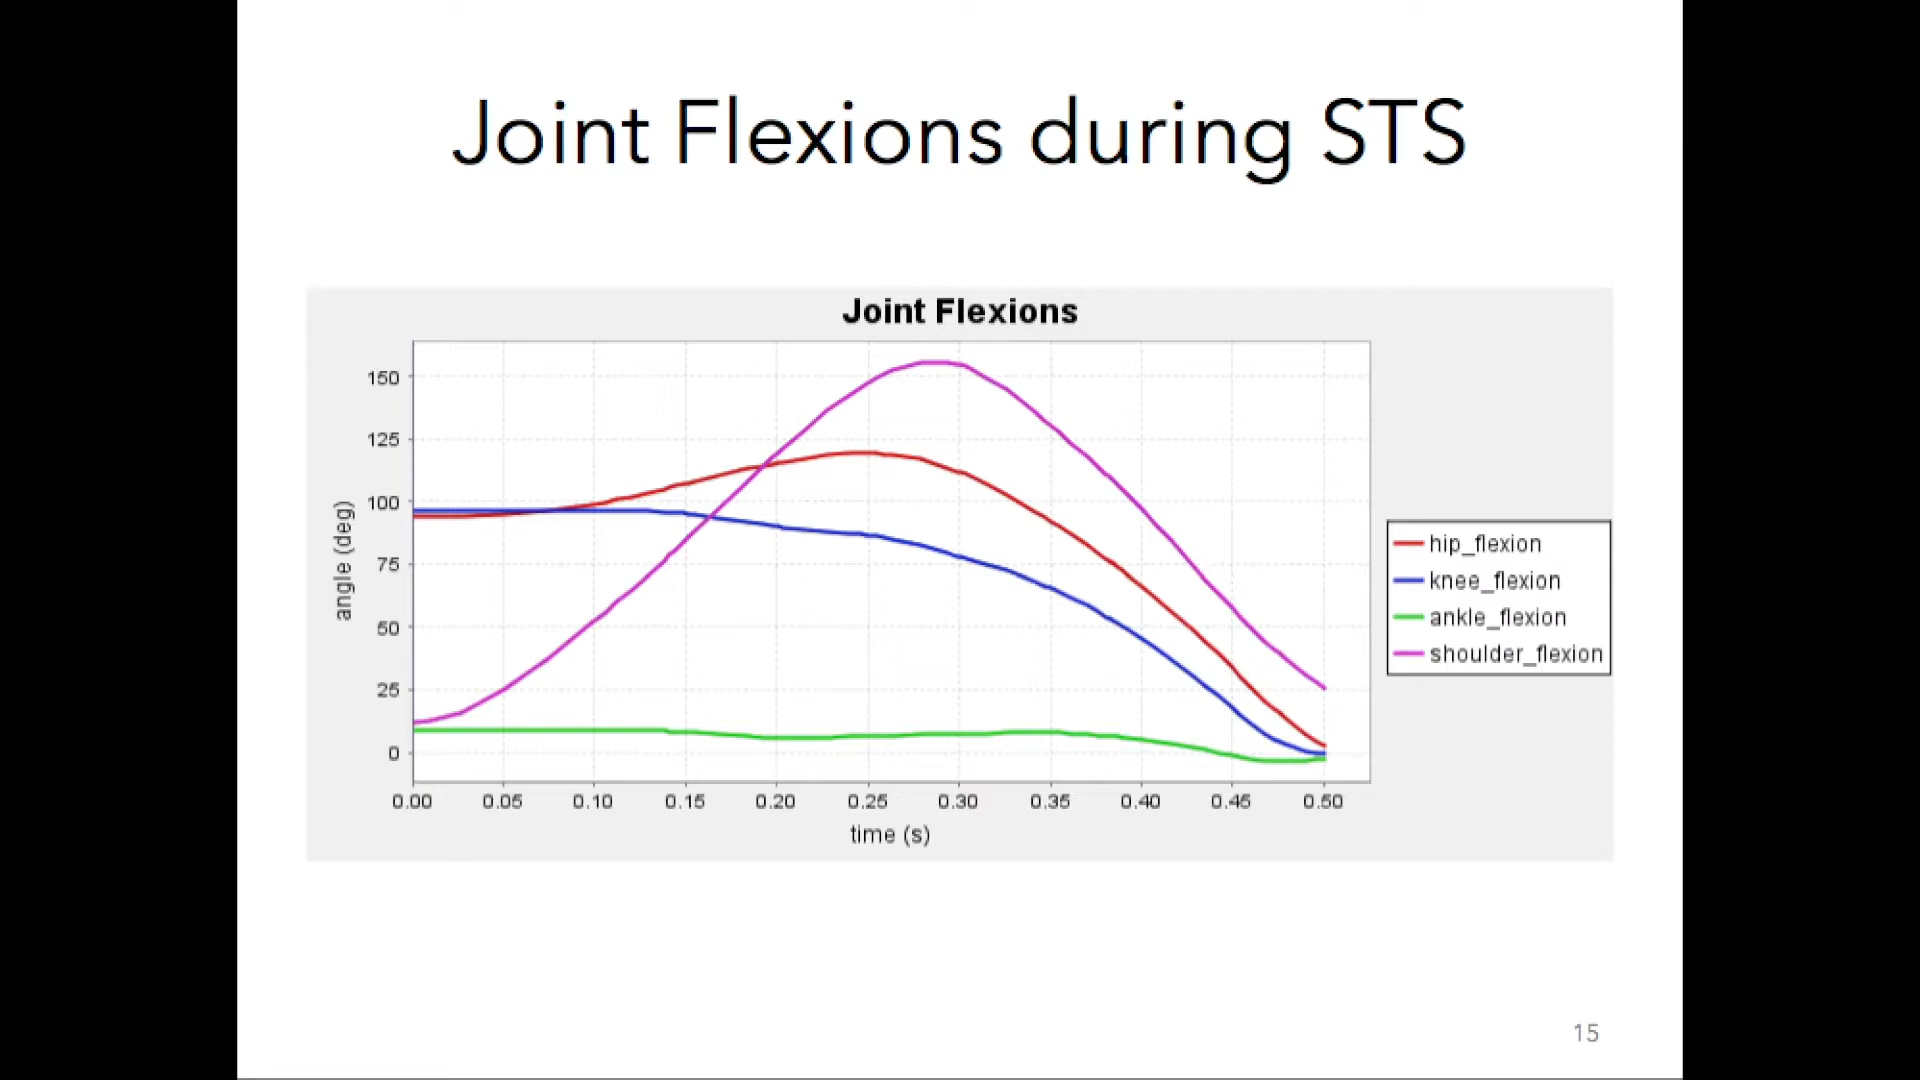 Joint Flexions during STS
Joint Flexions
150
125
100
75
50
25
0
angle (deg)
0.00 0.05 0.10 0.15 0.20 0.25 0.30 0.35 0.40 0.45 0.50
time (s)
hip_flexion
knee_flexion
ankle_flexion
shoulder_flexion
15